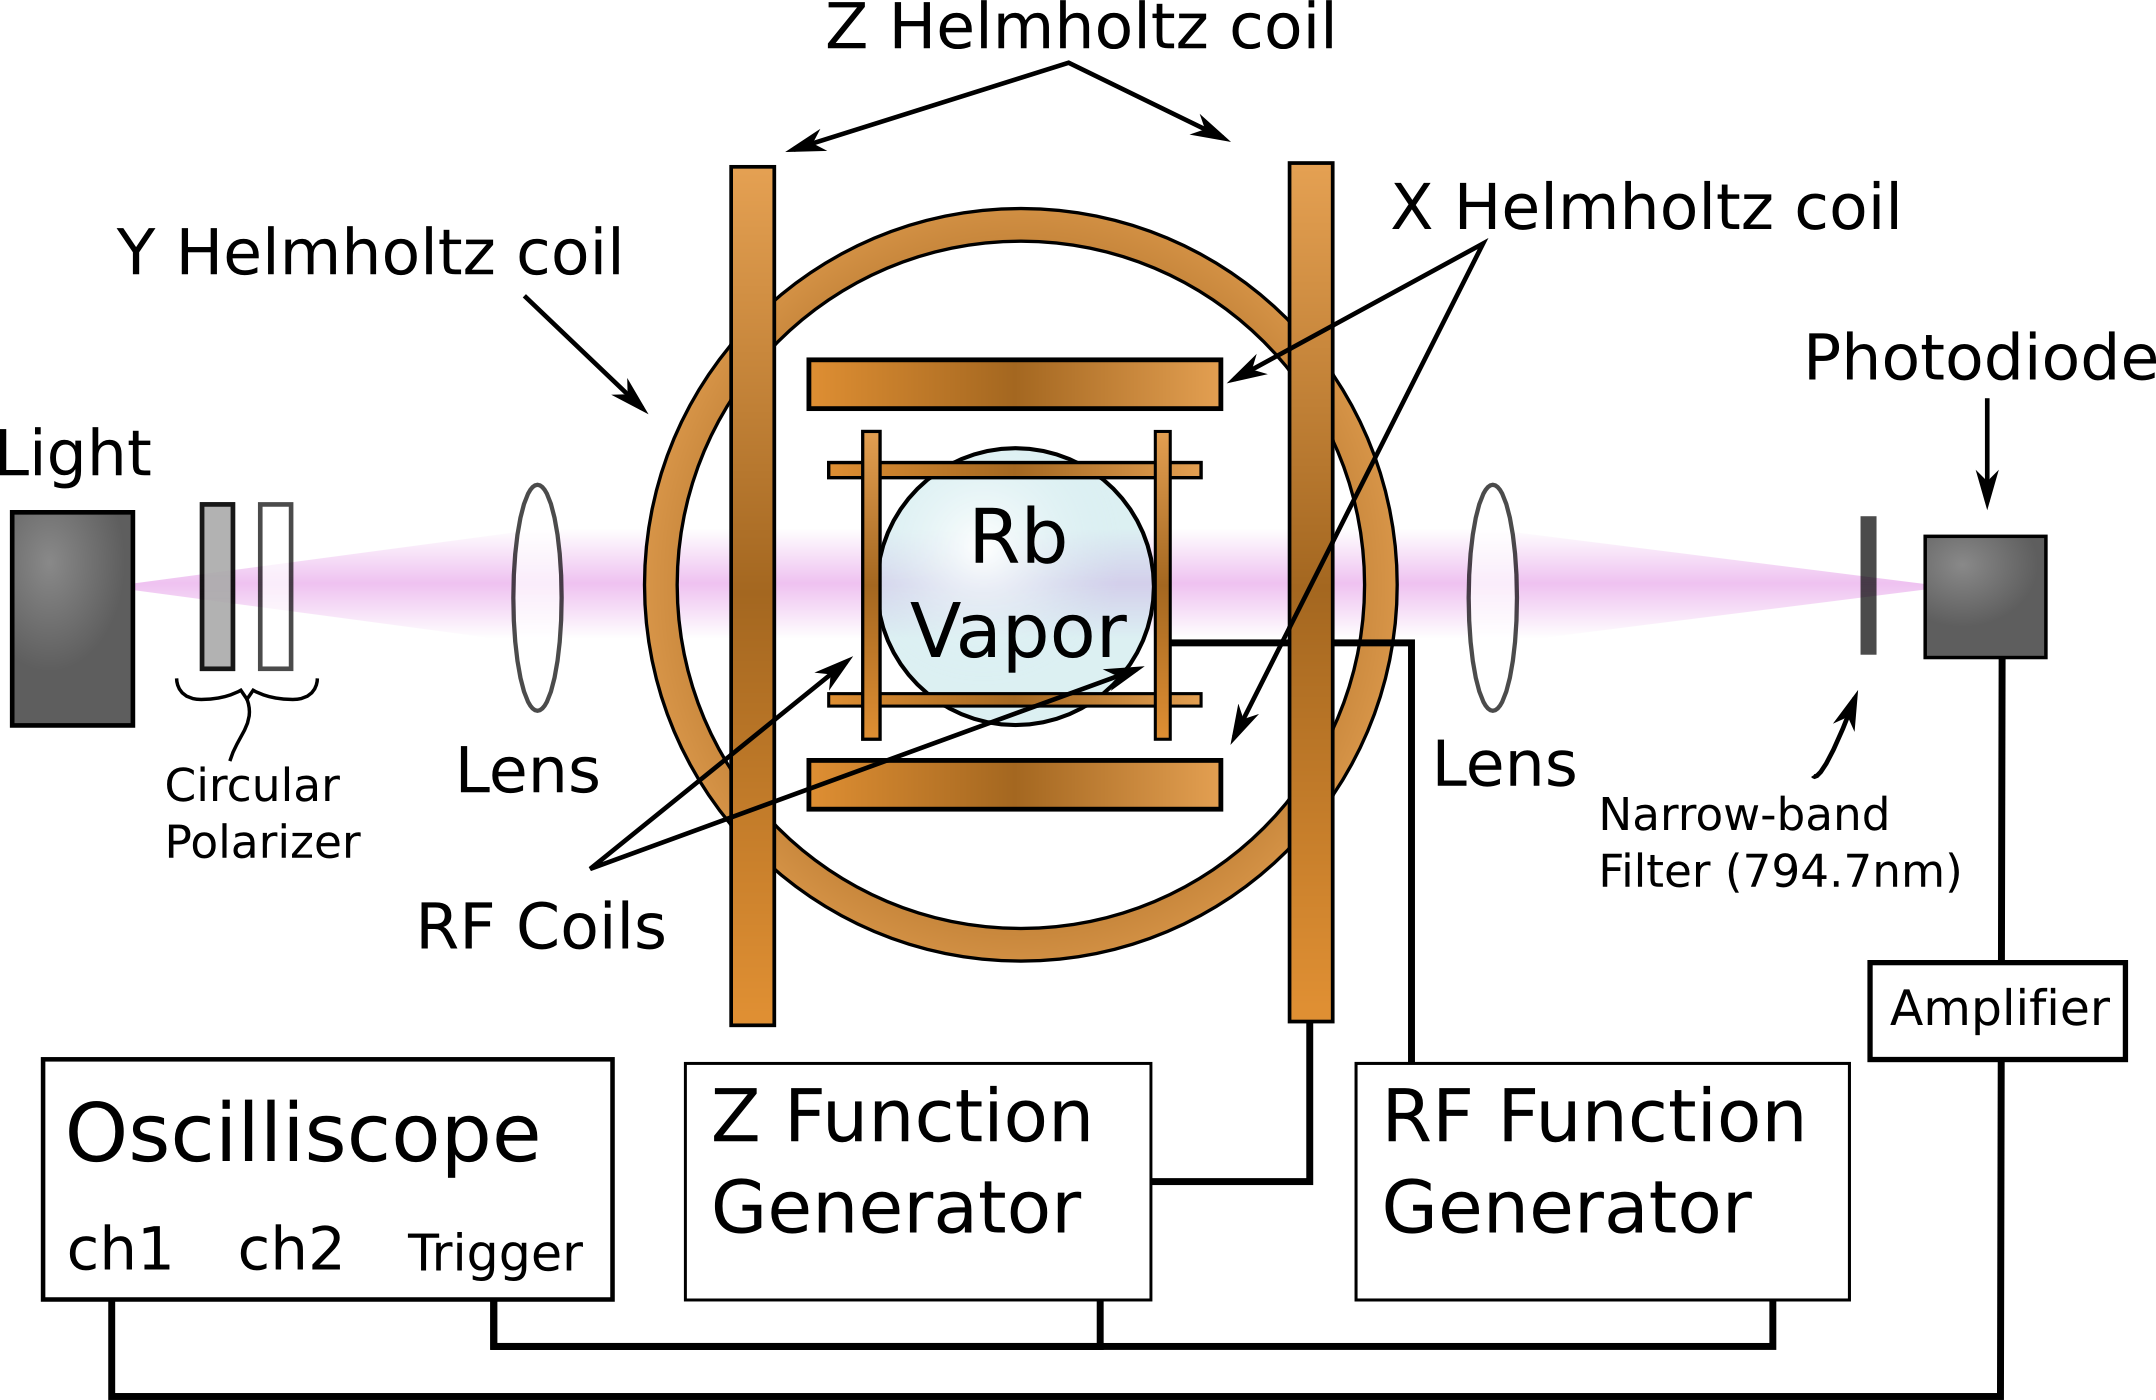 Z Helmholtz coil
X Helmholtz coil
Y Helmholtz coil
Photodiode
Light
Rb
Vapor
Lens
Lens
Circular
Polarizer
Narrow-band
Filter (794.7nm)
RF Coils
Amplifier
Oscilliscope
ch1 ch2 Trigger
Z Function
Generator
RF Function
Generator